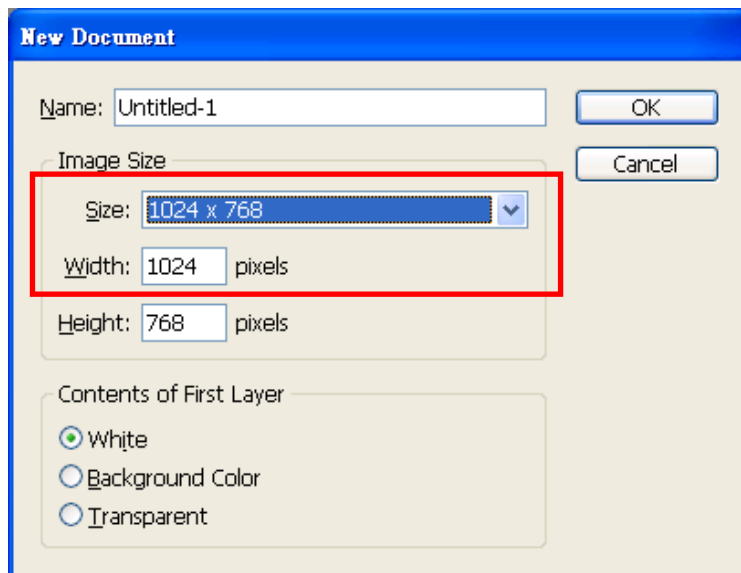 New Document
Name: Untitled-1
OK
Image Size
Cancel
Size: 1024 x 768
Width: 1024 pixels
Height: 768 pixels
Contents of First Layer
White
Background Color
Transparent